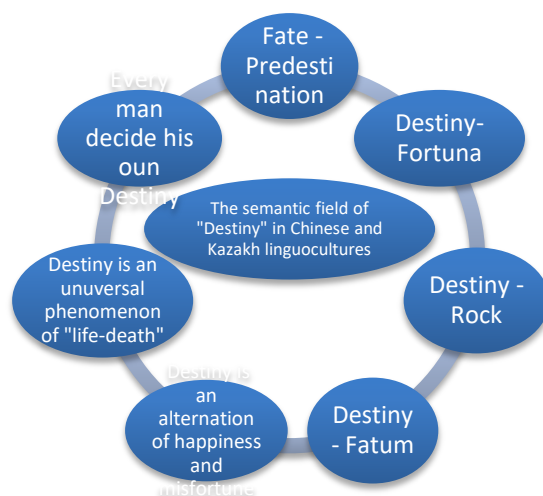 Fate -
Predesti
nation
Destiny-
Fortuna
Destiny -
Rock
Destiny
- Fatum
Destiny is
an
alternation
of happiness
and
misfortune
Destiny is an
unuversal
phenomenon
of "life-death"
Every
man
decide his
oun
Destiny
The semantic field of
"Destiny" in Chinese and
Kazakh linguocultures